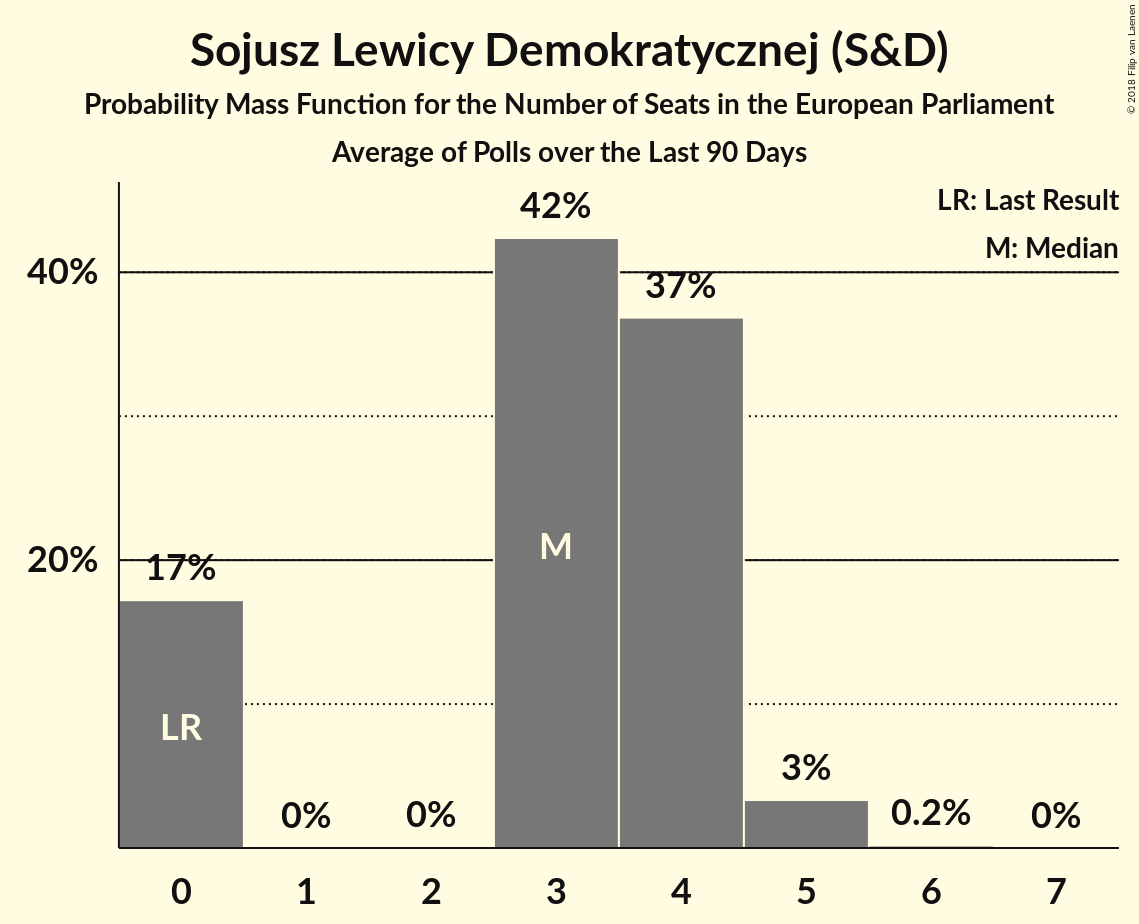 Sojusz Lewicy Demokratycznej (S&D)
Probability Mass Function for the Number of Seats in the European Parliament
Average of Polls over the Last 90 Days
© 2018 Filip van Laenen
LR: Last Result
M: Median
42%
40%
37%
M
20%
17%
LR
3%
0%
0%
0.2%
0%
0 1 2 3 4 5 6 7